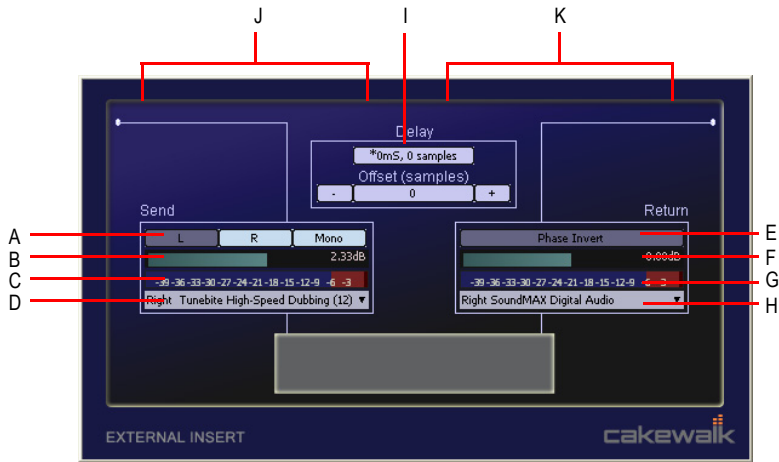 J I K
Delay
*0mS, 0 samples
Offset (samples)
- 0 +
Send Return
A L R Mono Phase Invert E
B 2.33dB -0.00dB F
C -39-36-33-30-27-24-21-18-15-12-9 -6 -3 -39-36-33-30-27-24-21-18-15-12-9 -6 -3 G
D Right Tunebite High-Speed Dubbing (12) Right SoundMAX Digital Audio H
EXTERNAL INSERT cakewalk